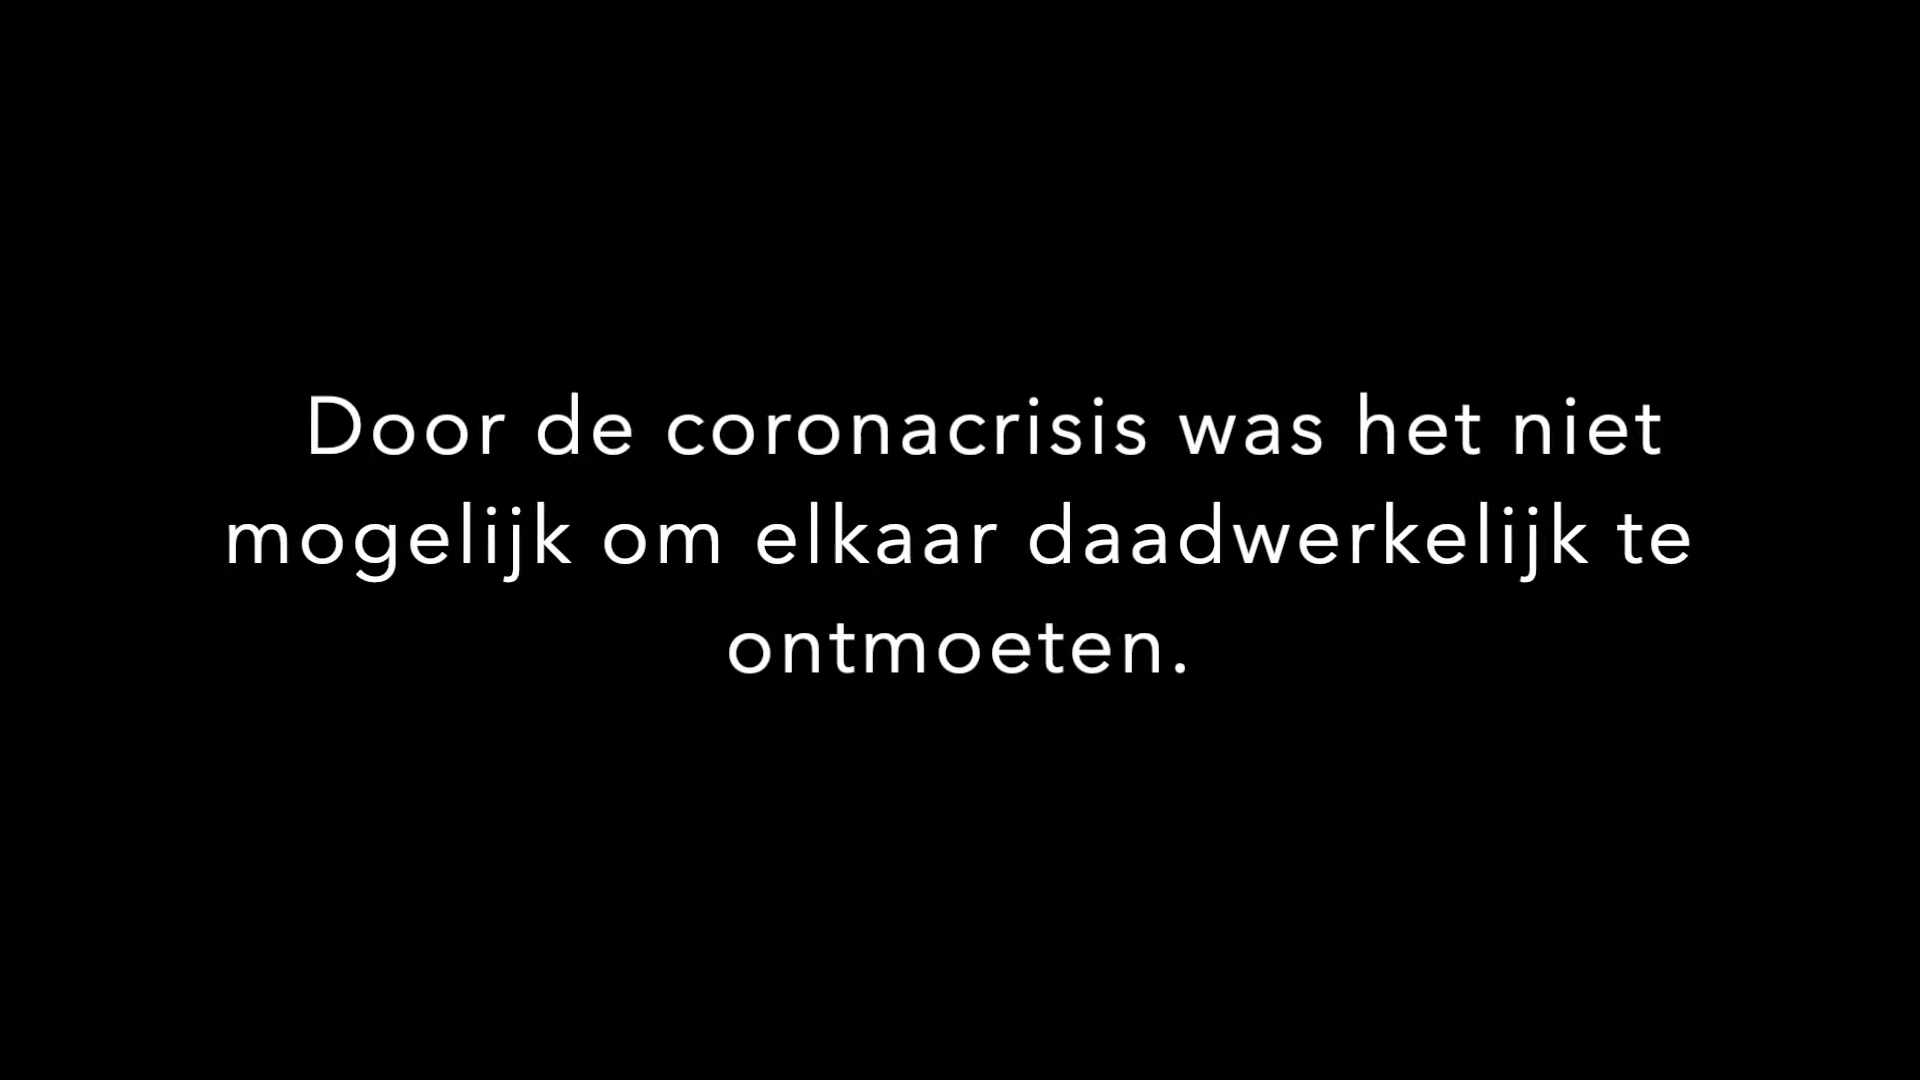 Door de coronacrisis was het niet
mogelijk om elkaar daadwerkelijk te
ontmoeten.